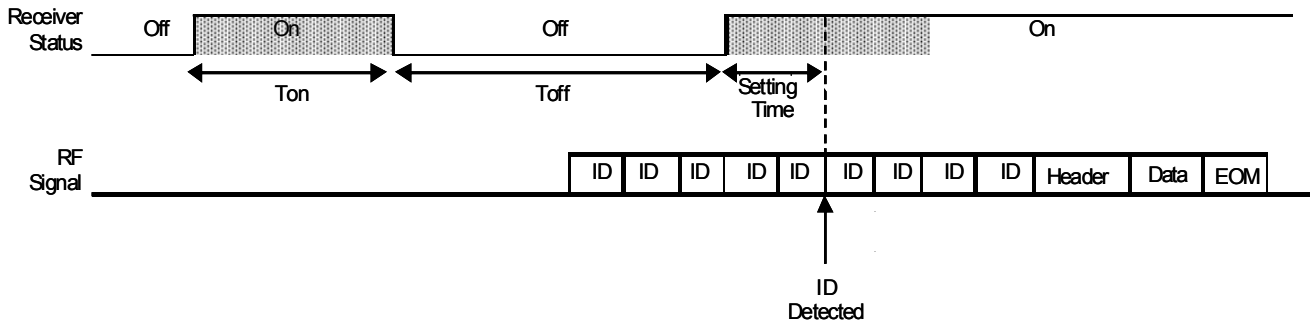 Receiver
Status
Off
On
Off
On
Ton
Toff
Setting
Time
RF
Signal
ID ID ID ID ID ID ID ID ID Header Data EOM
ID
Detected